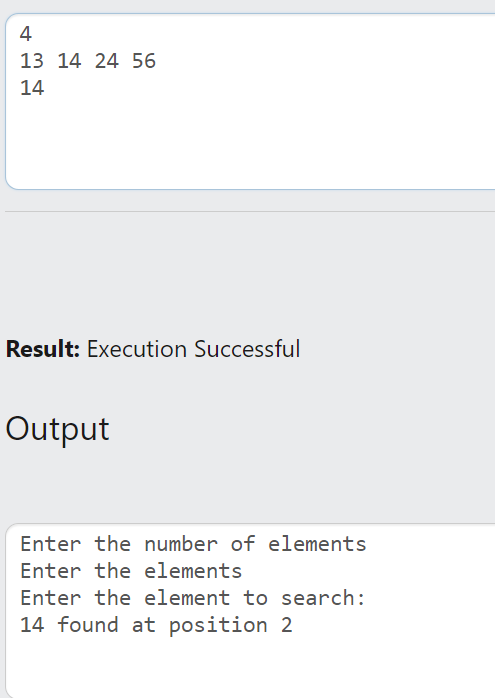 4
13 14 24 56
14
Result: Execution Successful
Output
Enter the number of elements
Enter the elements
Enter the element to search:
14 found at position 2